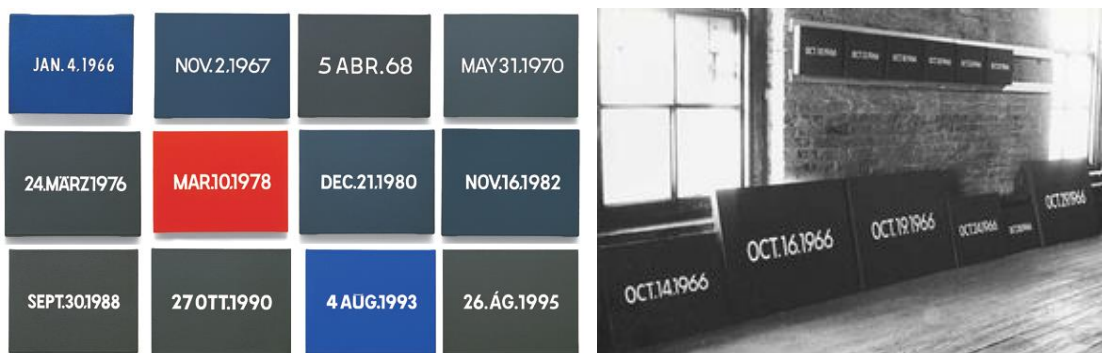 JAN. 4, 1966
NOV. 2, 1967
5 ABR. 68
MAY 31, 1970
24.MÄRZ1976
MAR.10.1978
DEC.21,1980
NOV.16,1982
SEPT.30.1988
27 OTT.1990
4 AUG.1993
26.ÁG.1995
OCT.14.1966
OCT.16.1966
OCT.19.1966
OCT.24.1966
OCT.29.1966